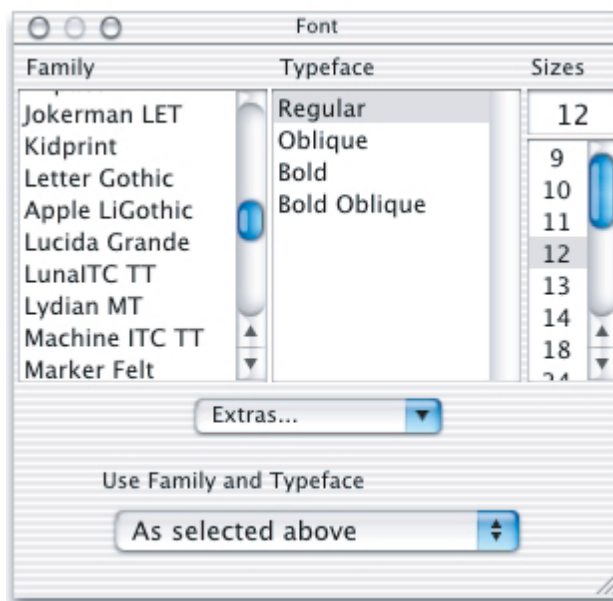 Font
Family
Typeface
Sizes
Jokerman LET
Kidprint
Letter Gothic
Apple LiGothic
Lucida Grande
LunaITC TT
Lydian MT
Machine ITC TT
Marker Felt
Regular
Oblique
Bold
Bold Oblique
12
9
10
11
12
13
14
18
24
Extras...
Use Family and Typeface
As selected above